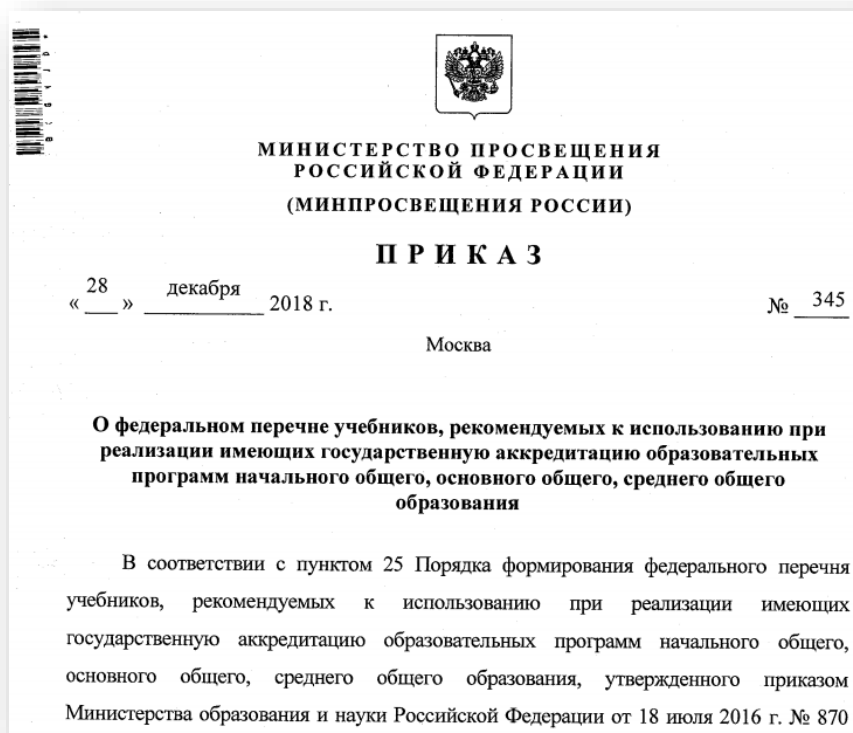 МИНИСТЕРСТВО ПРОСВЕЩЕНИЯ
РОССИЙСКОЙ ФЕДЕРАЦИИ
(МИНПРОСВЕЩЕНИЯ РОССИИ)
ПРИКАЗ
« 28 » декабря 2018 г. № 345
Москва
О федеральном перечне учебников, рекомендуемых к использованию при
реализации имеющих государственную аккредитацию образовательных
программ начального общего, основного общего, среднего общего
образования
В соответствии с пунктом 25 Порядка формирования федерального перечня
учебников, рекомендуемых к использованию при реализации имеющих
государственную аккредитацию образовательных программ начального общего,
основного общего, среднего общего образования, утвержденного приказом
Министерства образования и науки Российской Федерации от 18 июля 2016 г. № 870